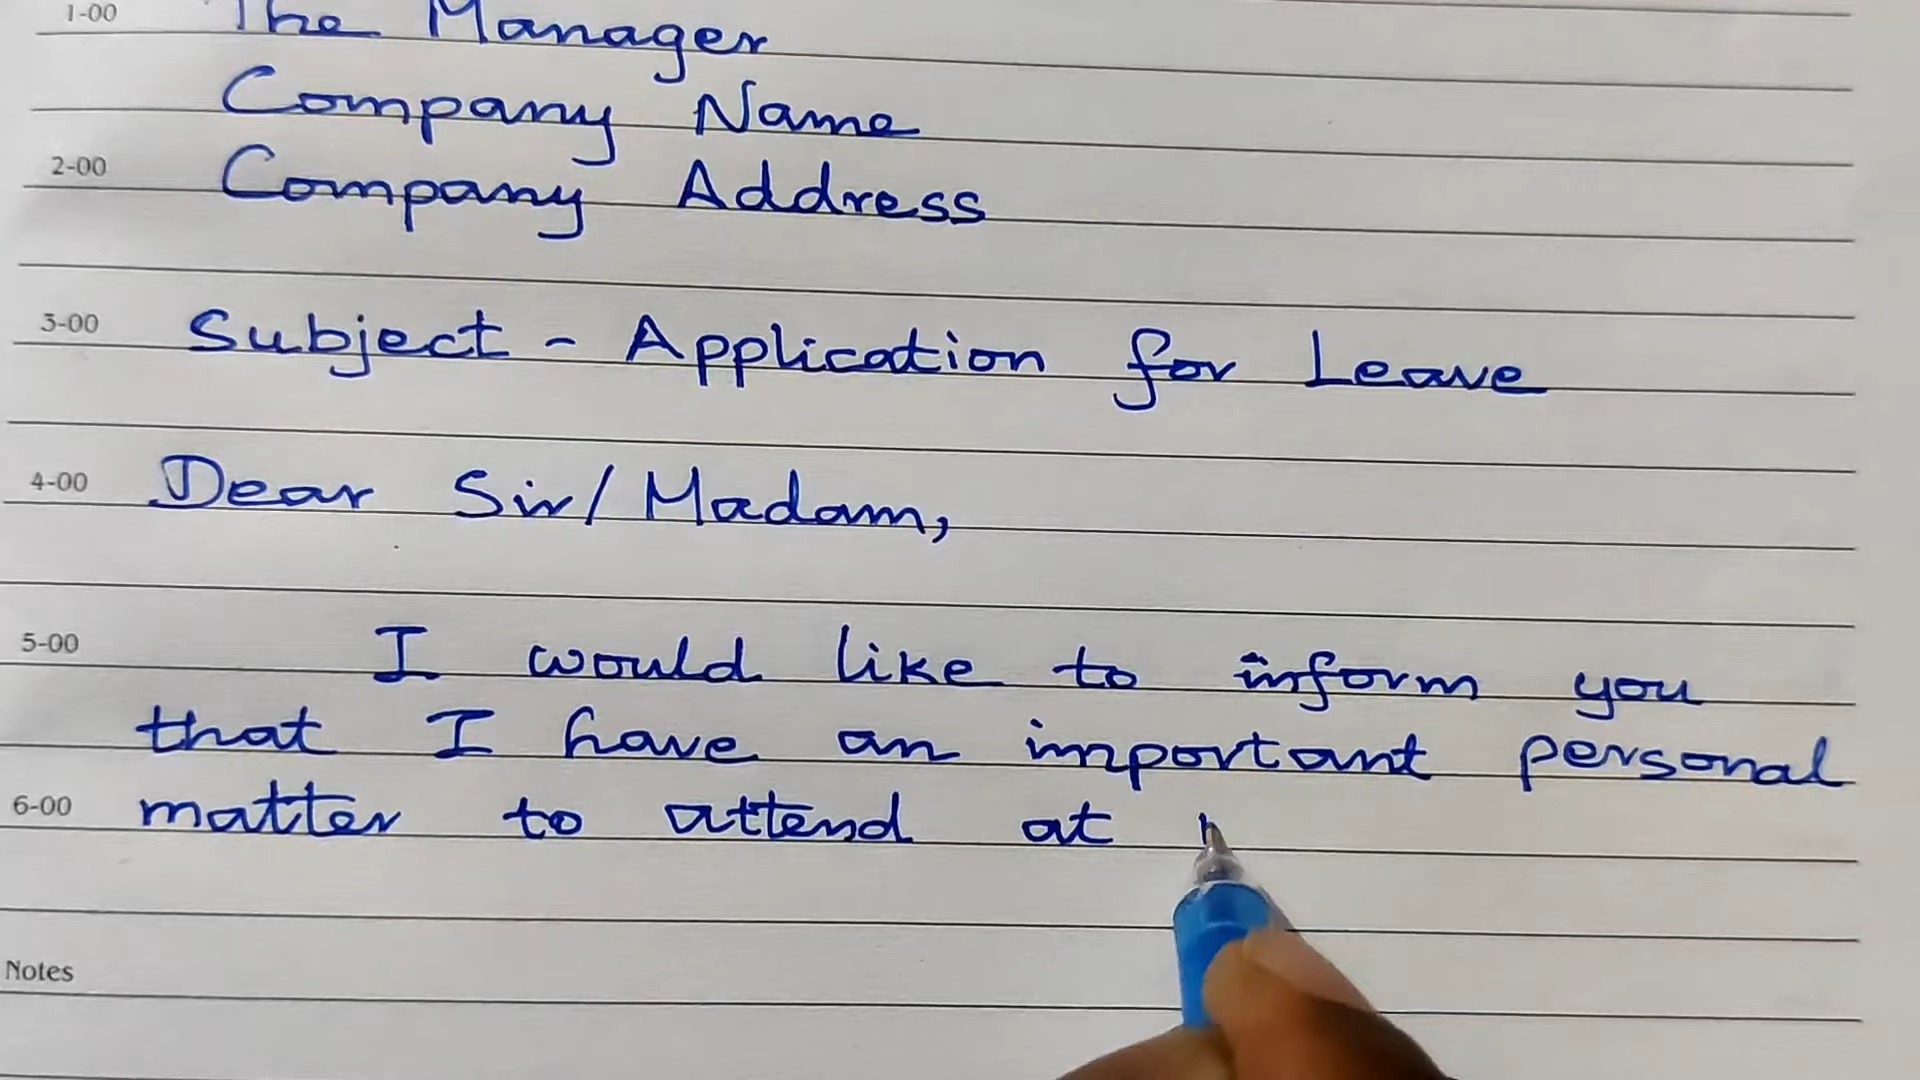 1-00 The Manager
Company Name
2-00 Company Address
3-00 Subject - Application for Leave
4-00 Dear Sir/Madam,
5-00 I would like to inform you
that I have an important personal
6-00 matter to attend at
Notes